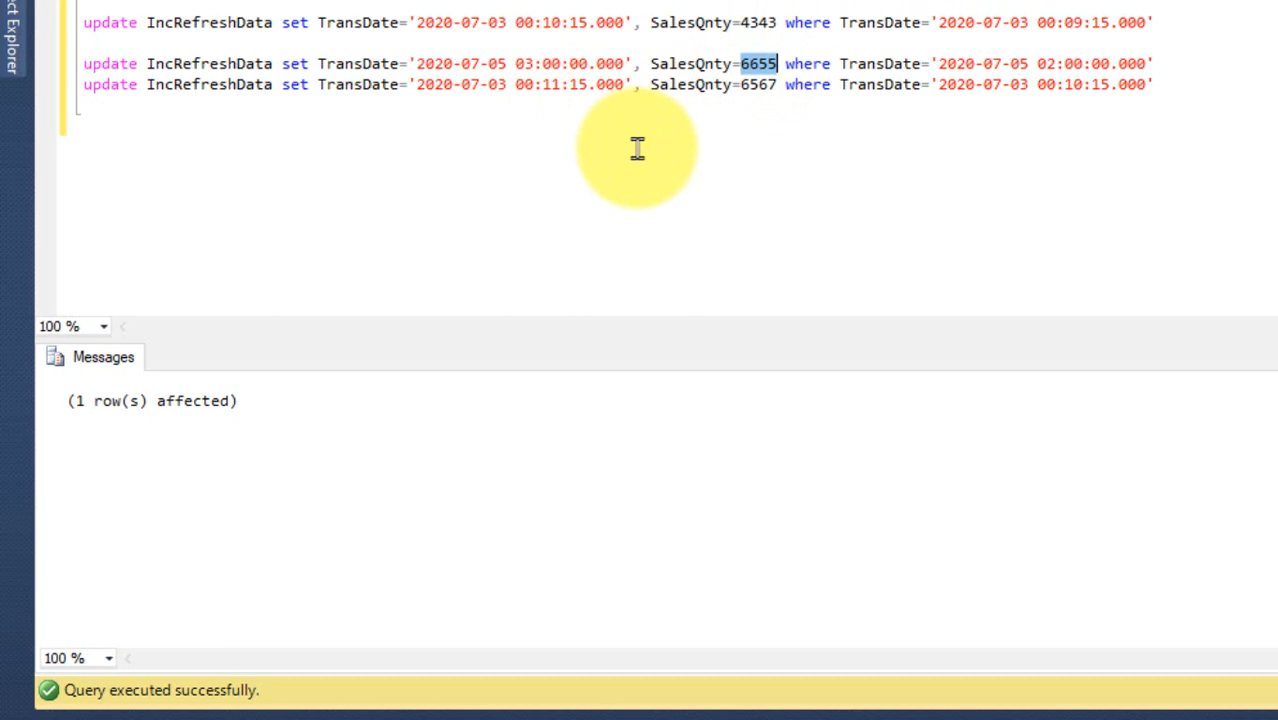 ct Explorer
update IncRefreshData set TransDate='2020-07-03 00:10:15.000', SalesQnty=4343 where TransDate='2020-07-03 00:09:15.000'
update IncRefreshData set TransDate='2020-07-05 03:00:00.000', SalesQnty=6655 where TransDate='2020-07-05 02:00:00.000'
update IncRefreshData set TransDate='2020-07-03 00:11:15.000', SalesQnty=6567 where TransDate='2020-07-03 00:10:15.000'
100 %
Messages
(1 row(s) affected)
100 %
Query executed successfully.